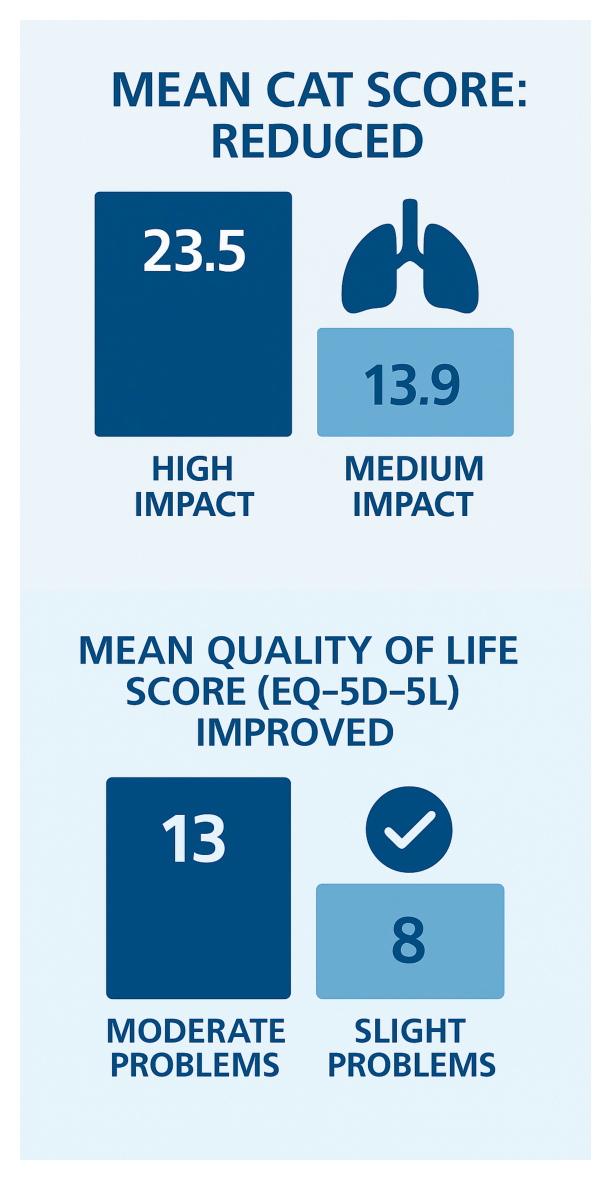 MEAN CAT SCORE:
REDUCED
23.5
13.9
HIGH
IMPACT
MEDIUM
IMPACT
MEAN QUALITY OF LIFE
SCORE (EQ–5D–5L)
IMPROVED
13
8
MODERATE
PROBLEMS
SLIGHT
PROBLEMS